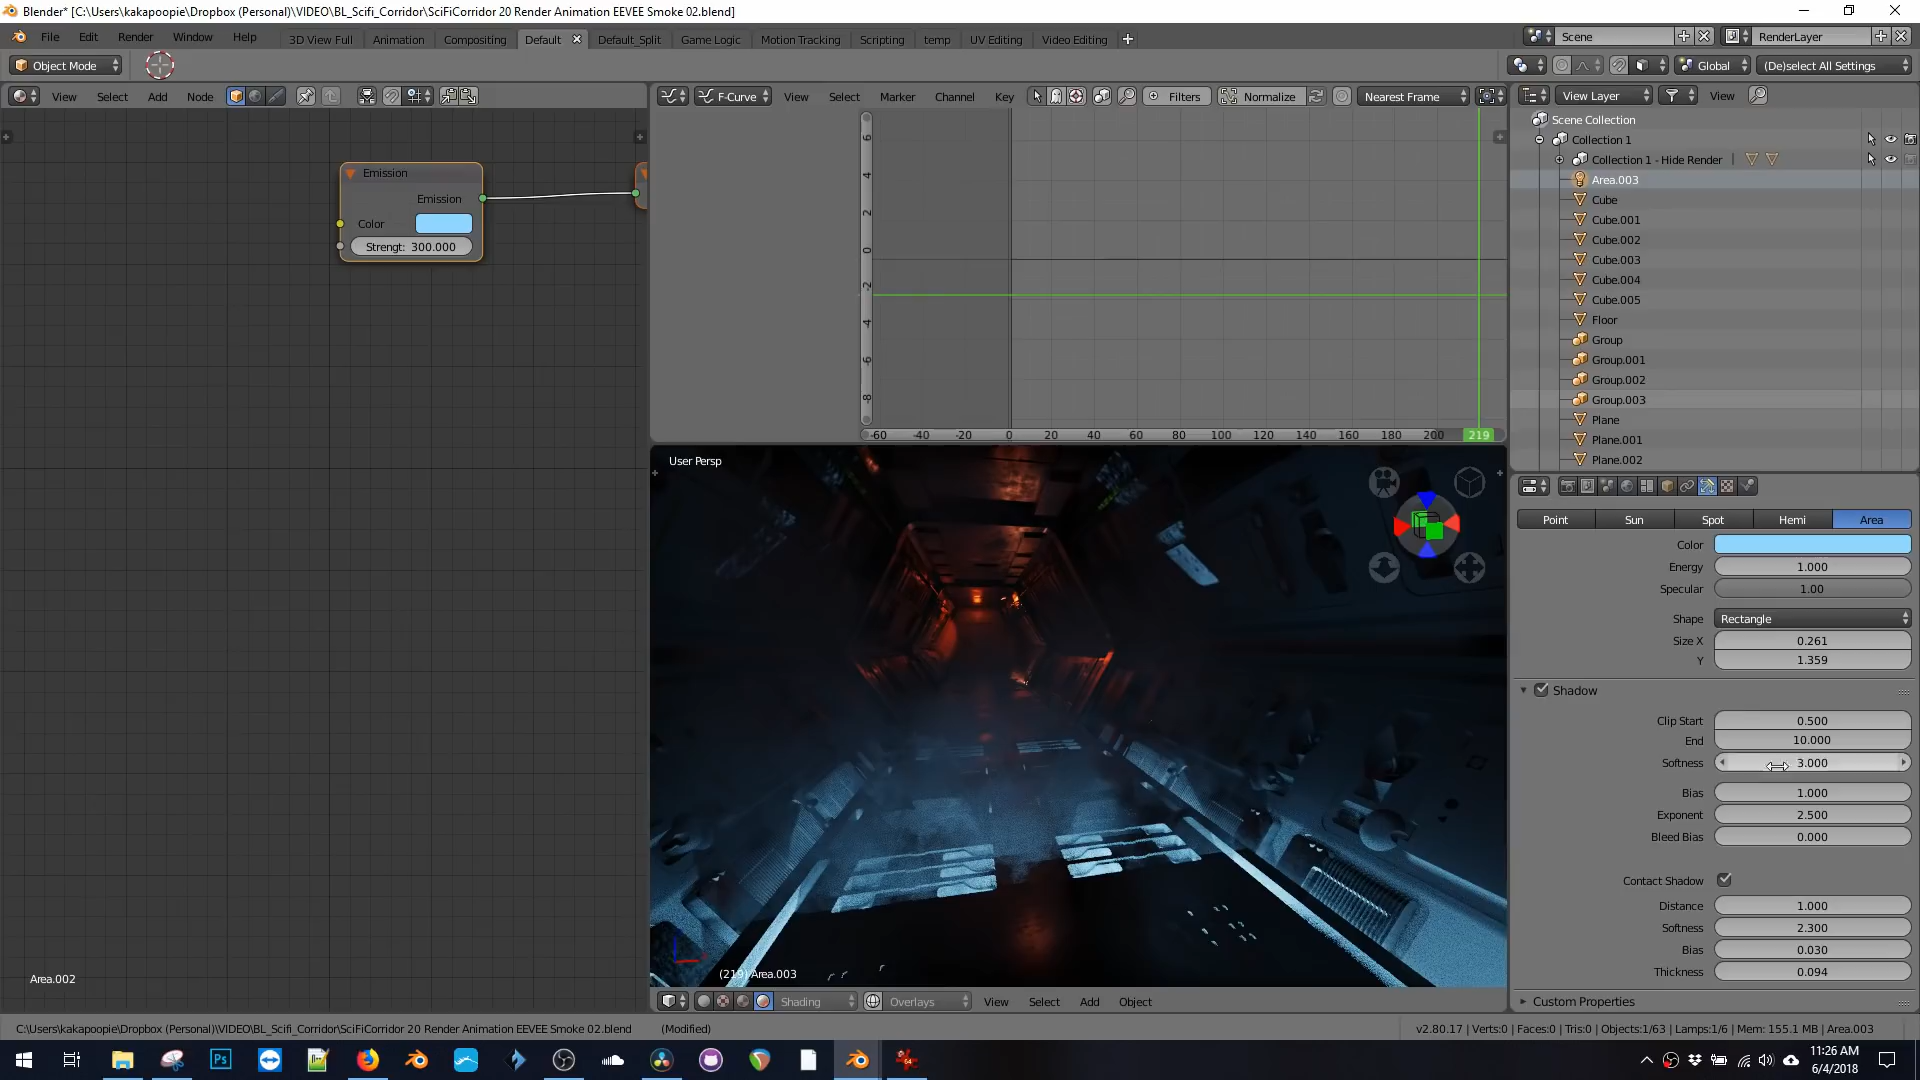 Blender* [C:\Users\kakapoopie\Dropbox (Personal)\VIDEO\BL_Scifi_Corridor\SciFiCorridor 20 Render Animation EEVEE Smoke 02.blend]
File Edit Render Window Help 3D View Full Animation Compositing Default Default_Split Game Logic Motion Tracking Scripting temp UV Editing Video Editing Scene RenderLayer
Object Mode Global (De)select All Settings
View Select Add Node F-Curve View Select Marker Channel Key Filters Normalize Nearest Frame View Layer View
Scene Collection
Collection 1
Collection 1 - Hide Render
Area.003
Cube
Cube.001
Cube.002
Cube.003
Cube.004
Cube.005
Floor
Group
Group.001
Group.002
Group.003
Plane
Plane.001
Plane.002
Emission
Emission
Color
Strengt: 300.000
6
4
2
0
-2
-4
-6
-8
-60 -40 -20 0 20 40 60 80 100 120 140 160 180 200 219
User Persp
Point Sun Spot Hemi Area
Color
Energy 1.000
Specular 1.00
Shape Rectangle
Size X 0.261
Y 1.359
Shadow
Clip Start 0.500
End 10.000
Softness 3.000
Bias 1.000
Exponent 2.500
Bleed Bias 0.000
Contact Shadow
Distance 1.000
Softness 2.300
Bias 0.030
Thickness 0.094
Custom Properties
Area.002
(219) Area.003
Shading Overlays View Select Add Object
C:\Users\kakapoopie\Dropbox (Personal)\VIDEO\BL_Scifi_Corridor\SciFiCorridor 20 Render Animation EEVEE Smoke 02.blend (Modified) v2.80.17 | Verts:0 | Faces:0 | Tris:0 | Objects:1/63 | Lamps:1/6 | Mem: 155.1 MB | Area.003
Ps
64
11:26 AM
6/4/2018